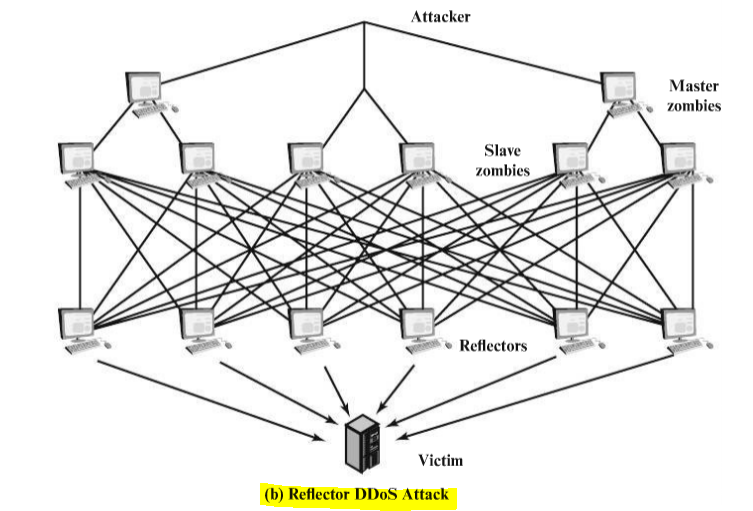 Attacker
Master
zombies
Slave
zombies
Reflectors
Victim
(b) Reflector DDoS Attack